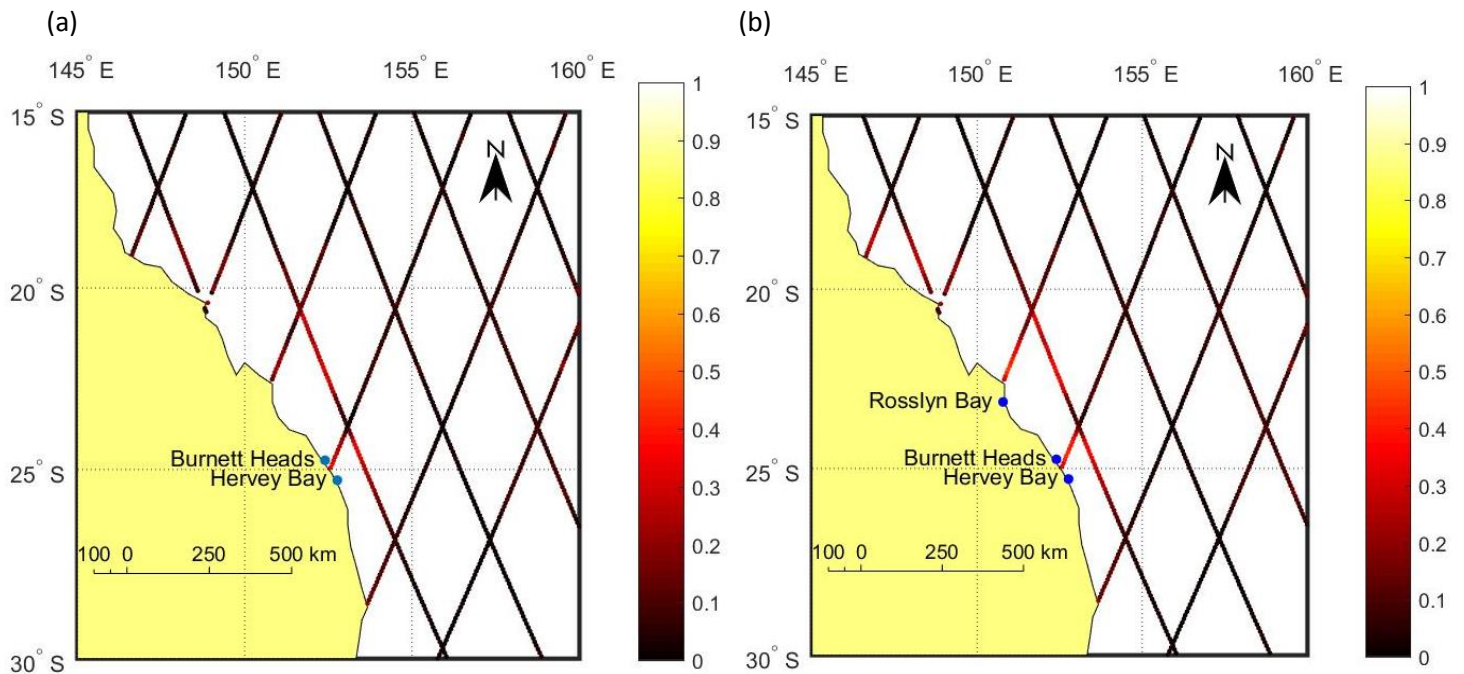 (a)
145° E 150° E 155° E 160° E
15° S
20° S
25° S
30° S
N
Burnett Heads
Hervey Bay
100 0 250 500 km
1
0.9
0.8
0.7
0.6
0.5
0.4
0.3
0.2
0.1
0
(b)
145° E 150° E 155° E 160° E
15° S
20° S
25° S
30° S
N
Rosslyn Bay
Burnett Heads
Hervey Bay
100 0 250 500 km
1
0.9
0.8
0.7
0.6
0.5
0.4
0.3
0.2
0.1
0